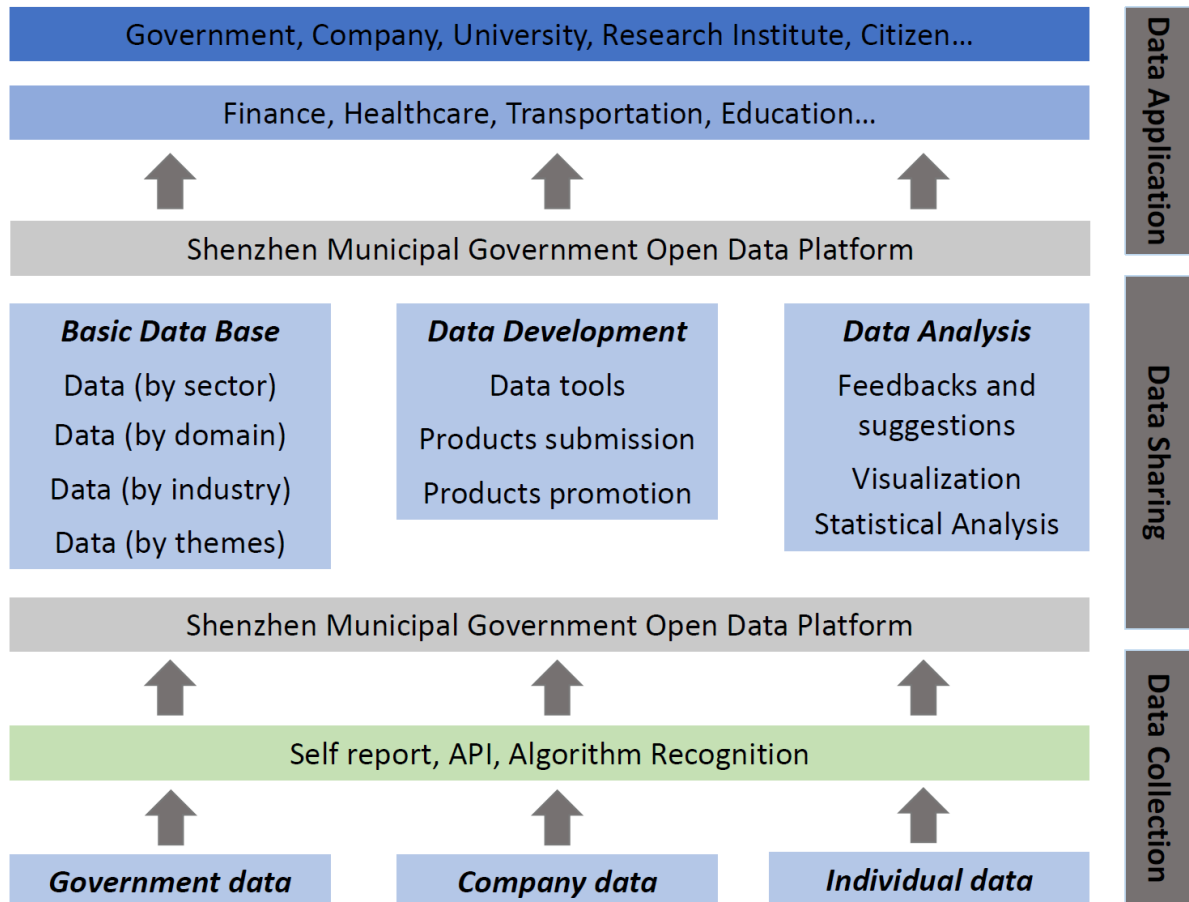 Government, Company, University, Research Institute, Citizen...
Finance, Healthcare, Transportation, Education...
Shenzhen Municipal Government Open Data Platform
Basic Data Base
Data (by sector)
Data (by domain)
Data (by industry)
Data (by themes)
Data Development
Data tools
Products submission
Products promotion
Data Analysis
Feedbacks and
suggestions
Visualization
Statistical Analysis
Shenzhen Municipal Government Open Data Platform
Self report, API, Algorithm Recognition
Government data
Company data
Individual data
Data Application
Data Sharing
Data Collection